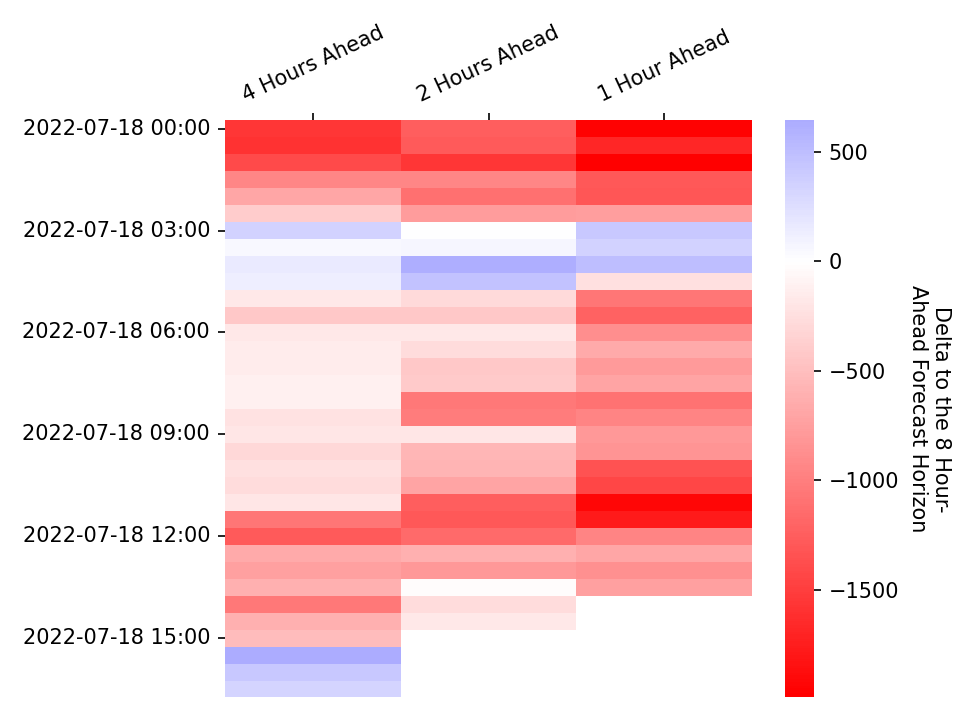 4 Hours Ahead
2 Hours Ahead
1 Hour Ahead
2022-07-18 00:00
2022-07-18 03:00
2022-07-18 06:00
2022-07-18 09:00
2022-07-18 12:00
2022-07-18 15:00
500
0
−500
−1000
−1500
Delta to the 8 Hour-
Ahead Forecast Horizon